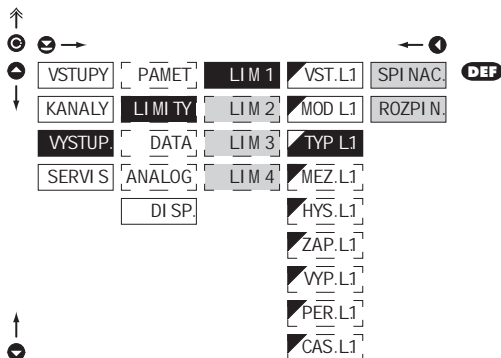 VSTUPY PAMET LIM 1 VST.L1 SPINAC. DEF
KANALY LIMITY LIM 2 MOD L1 ROZPIN.
VYSTUP. DATA LIM 3 TYP L1
SERVIS ANALOG LIM 4 MEZ.L1
DISP. HYS.L1
ZAP.L1
VYP.L1
PER.L1
CAS.L1